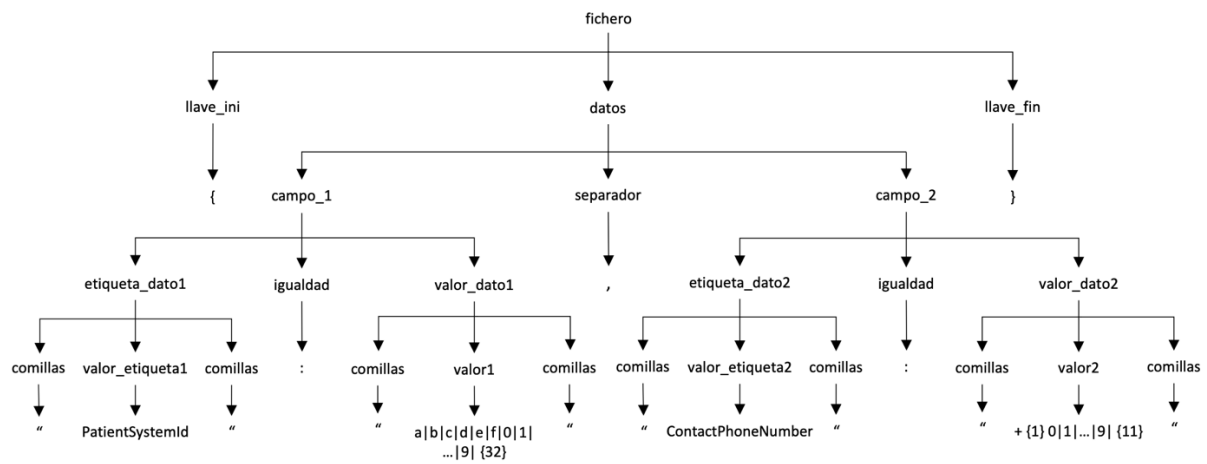 fichero
llave_ini datos llave_fin
{ campo_1 separador campo_2 }
etiqueta_dato1 igualdad valor_dato1 , etiqueta_dato2 igualdad valor_dato2
comillas valor_etiqueta1 comillas : comillas valor1 comillas comillas valor_etiqueta2 comillas : comillas valor2 comillas
“ PatientSystemId “ “ a|b|c|d|e|f|0|1| “ “ ContactPhoneNumber “ “ + {1} 0|1|...|9| {11} “
...|9| {32}